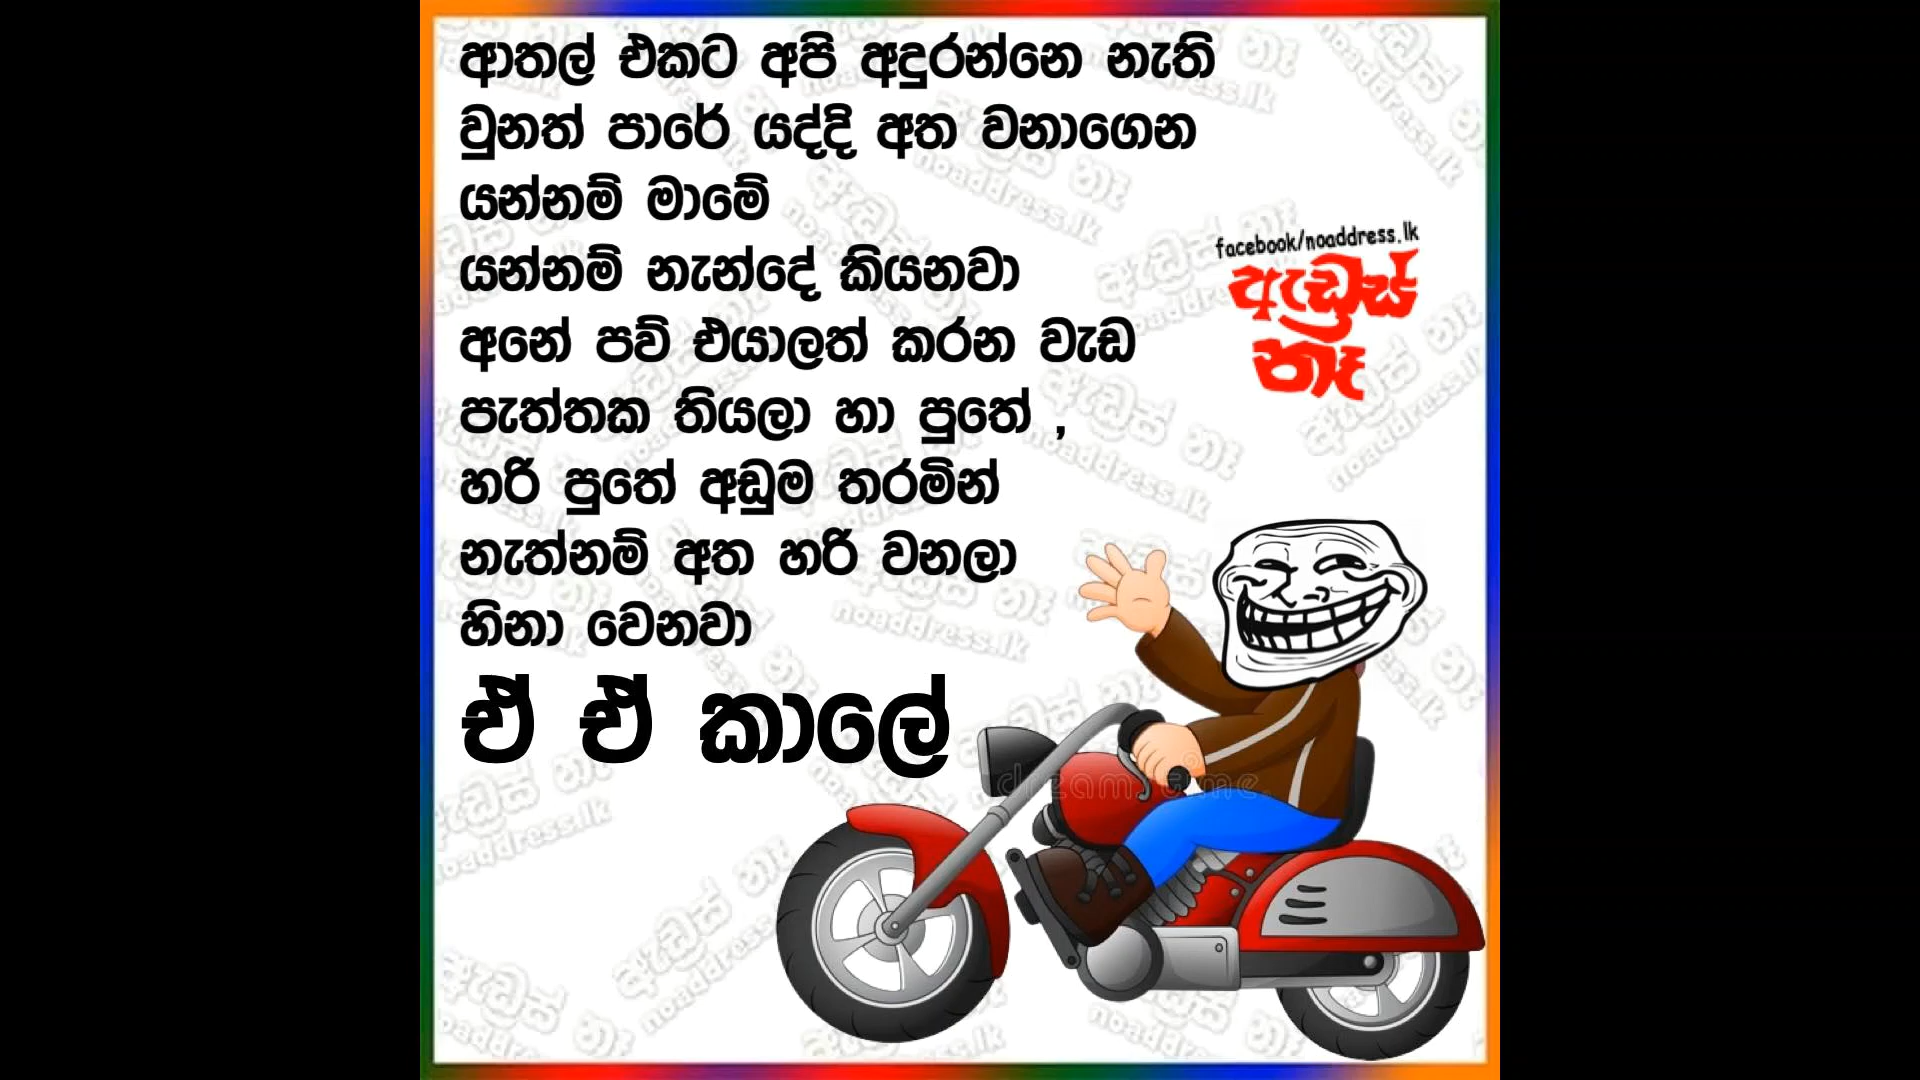 ආතල් එකට අපි අදුරන්නෙ නැති
වුනත් පාරේ යද්දි අත වනාගෙන
යන්නම් මාමේ
යන්නම් නැන්දේ කියනවා
අනේ පව් එයාලත් කරන වැඩ
පැත්තක තියලා හා පුතේ ,
හරි පුතේ අඩුම තරමින්
නැත්නම් අත හරි වනලා
හිනා වෙනවා
ඒ ඒ කාලේ
facebook/noaddress.lk
ඇඩ්‍රස්
නෑ